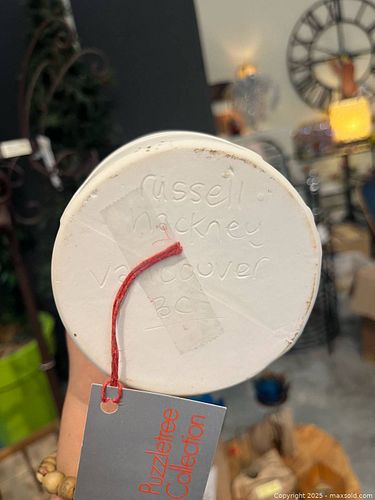 russell
hackney
vancouver
BC
Puzzletree
Collection
Copyright 2025 - maxsold.com